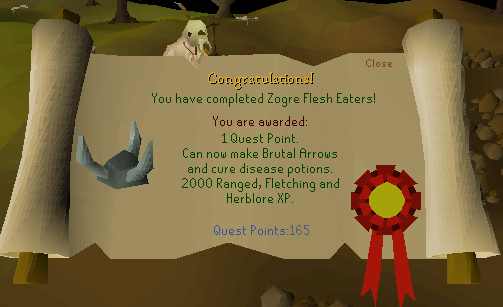 Close
Congratulations!
You have completed Zogre Flesh Eaters!
You are awarded:
1 Quest Point.
Can now make Brutal Arrows
and cure disease potions.
2000 Ranged, Fletching and
Herblore XP.
Quest Points:165